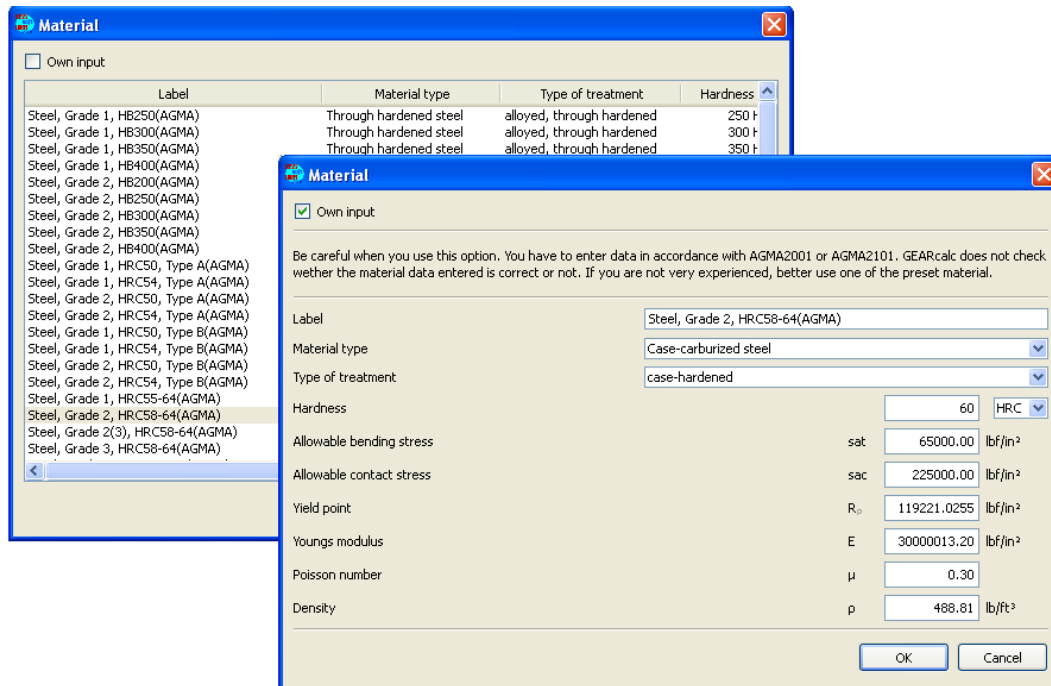 Material
Own input
Label Material type Type of treatment Hardness
Steel, Grade 1, HB250(AGMA) Through hardened steel alloyed, through hardened 250 H
Steel, Grade 1, HB300(AGMA) Through hardened steel alloyed, through hardened 300 H
Steel, Grade 1, HB350(AGMA) Through hardened steel alloyed, through hardened 350 H
Steel, Grade 1, HB400(AGMA)
Steel, Grade 2, HB200(AGMA)
Steel, Grade 2, HB250(AGMA)
Steel, Grade 2, HB300(AGMA)
Steel, Grade 2, HB350(AGMA)
Steel, Grade 2, HB400(AGMA)
Steel, Grade 1, HRC50, Type A(AGMA)
Steel, Grade 1, HRC54, Type A(AGMA)
Steel, Grade 2, HRC50, Type A(AGMA)
Steel, Grade 2, HRC54, Type A(AGMA)
Steel, Grade 1, HRC50, Type B(AGMA)
Steel, Grade 1, HRC54, Type B(AGMA)
Steel, Grade 2, HRC50, Type B(AGMA)
Steel, Grade 2, HRC54, Type B(AGMA)
Steel, Grade 1, HRC55-64(AGMA)
Steel, Grade 2, HRC58-64(AGMA)
Steel, Grade 2(3), HRC58-64(AGMA)
Steel, Grade 3, HRC58-64(AGMA)
Material
Own input
Be careful when you use this option. You have to enter data in accordance with AGMA2001 or AGMA2101. GEARcalc does not check
wether the material data entered is correct or not. If you are not very experienced, better use one of the preset material.
Label Steel, Grade 2, HRC58-64(AGMA)
Material type Case-carburized steel
Type of treatment case-hardened
Hardness 60 HRC
Allowable bending stress sat 65000.00 lbf/in²
Allowable contact stress sac 225000.00 lbf/in²
Yield point Rₚ 119221.0255 lbf/in²
Youngs modulus E 30000013.20 lbf/in²
Poisson number μ 0.30
Density ρ 488.81 lb/ft³
OK Cancel